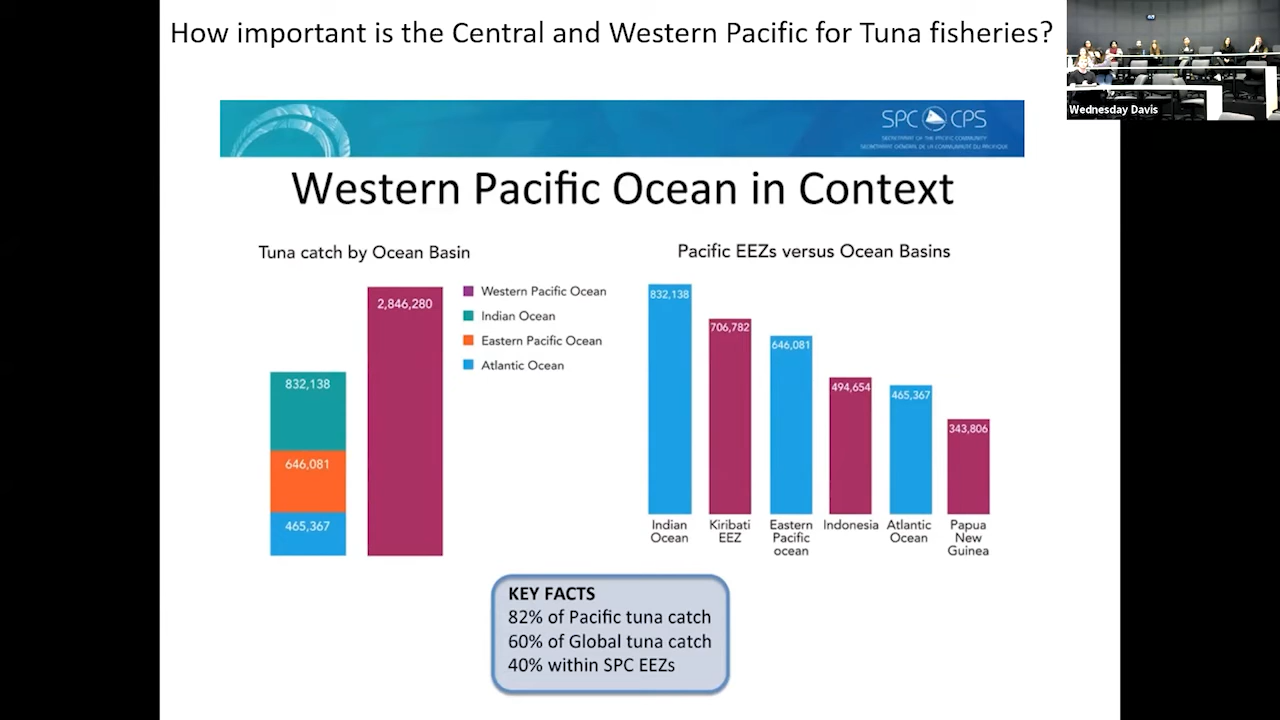 How important is the Central and Western Pacific for Tuna fisheries?
Wednesday Davis
SPC CPS
SECRETARIAT OF THE PACIFIC COMMUNITY
SECRÉTARIAT GÉNÉRAL DE LA COMMUNAUTÉ DU PACIFIQUE
Western Pacific Ocean in Context
Tuna catch by Ocean Basin
2,846,280
832,138
646,081
465,367
Western Pacific Ocean
Indian Ocean
Eastern Pacific Ocean
Atlantic Ocean
Pacific EEZs versus Ocean Basins
832,138
706,782
646,081
494,654
465,367
343,806
Indian
Ocean
Kiribati
EEZ
Eastern
Pacific
ocean
Indonesia
Atlantic
Ocean
Papua
New
Guinea
KEY FACTS
82% of Pacific tuna catch
60% of Global tuna catch
40% within SPC EEZs